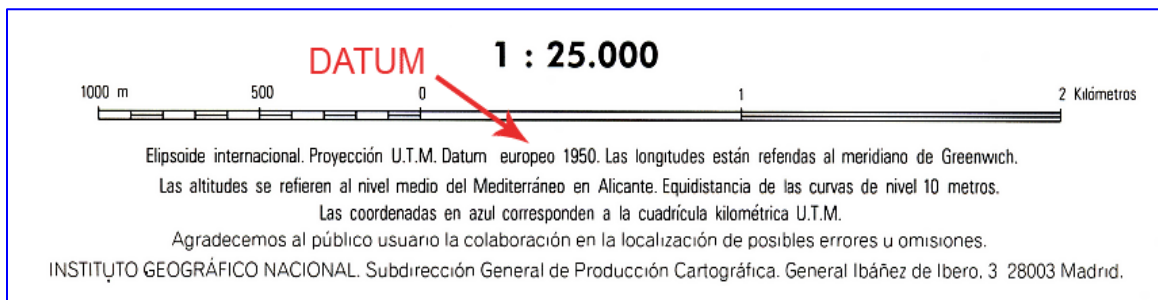 1 : 25.000
DATUM
1000 m 500 0 1 2 Kilómetros
Elipsoide internacional. Proyección U.T.M. Datum europeo 1950. Las longitudes están refendas al meridiano de Greenwich.
Las altitudes se refieren al nivel medio del Mediterráneo en Alicante. Equidistancia de las curvas de nivel 10 metros.
Las coordenadas en azul corresponden a la cuadrícula kilométrica U.T.M.
Agradecemos al público usuario la colaboración en la localización de posibles errores u omisiones.
INSTITUTO GEOGRÁFICO NACIONAL. Subdirección General de Producción Cartográfica. General Ibáñez de Ibero, 3 28003 Madrid.